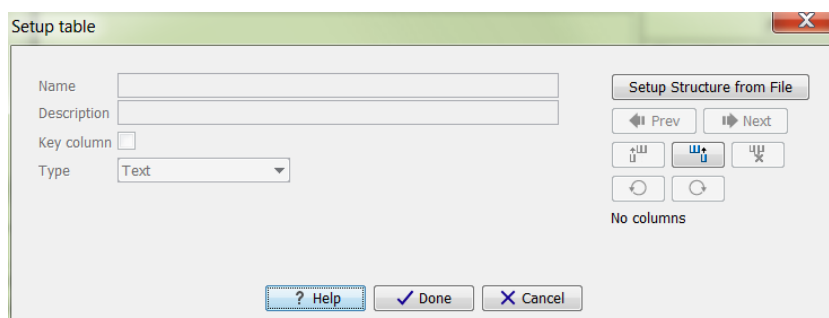 Setup table
Name
Description
Key column
Type Text
Setup Structure from File
Prev Next
No columns
? Help Done Cancel